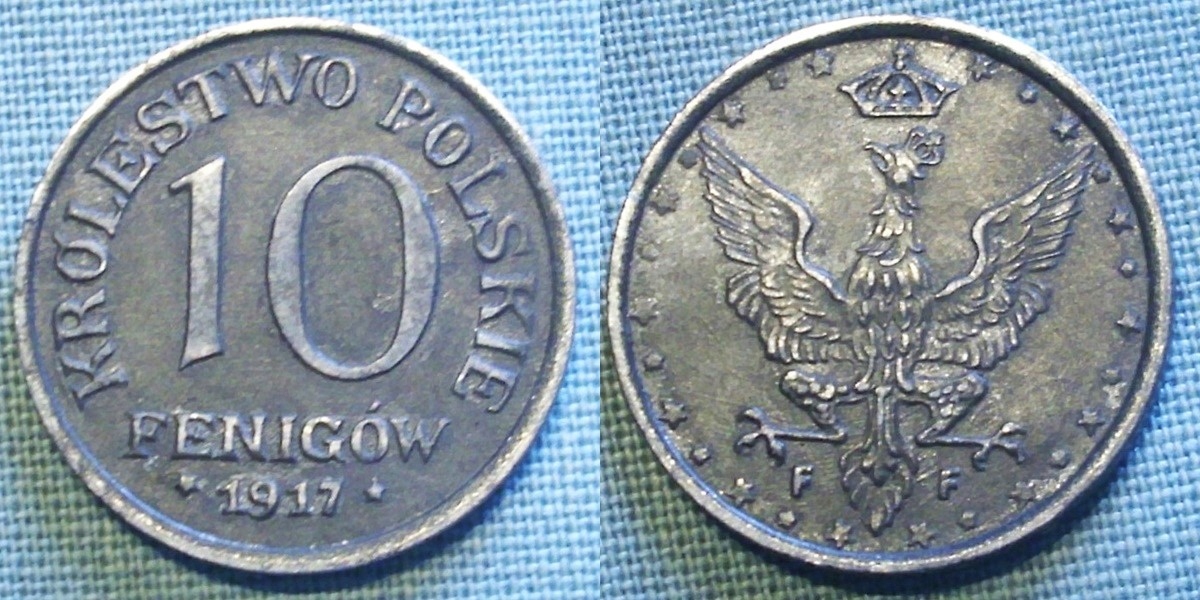 KRÓLESTWO POLSKIE
10
FENIGÓW
1917
F F